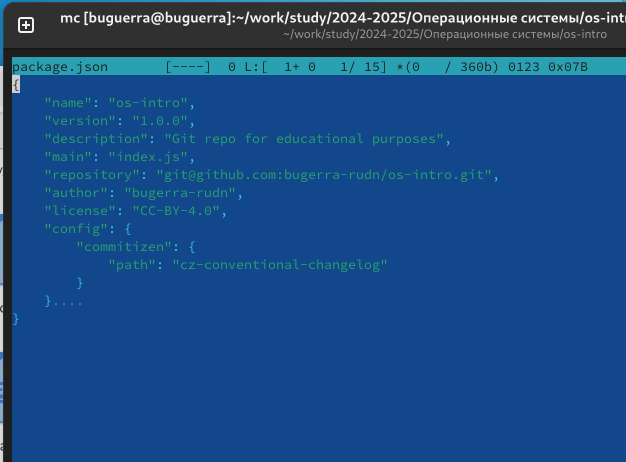 mc [buguerra@buguerra]:~/work/study/2024-2025/Операционные системы/os-intr
~/work/study/2024-2025/Операционные системы/os-intro
package.json       [----]  0 L:[  1+ 0   1/ 15] *(0   / 360b) 0123 0x07B
{
    "name": "os-intro",
    "version": "1.0.0",
    "description": "Git repo for educational purposes",
    "main": "index.js",
    "repository": "git@github.com:bugerra-rudn/os-intro.git",
    "author": "bugerra-rudn",
    "license": "CC-BY-4.0",
    "config": {
        "commitizen": {
            "path": "cz-conventional-changelog"
        }
    }....
}